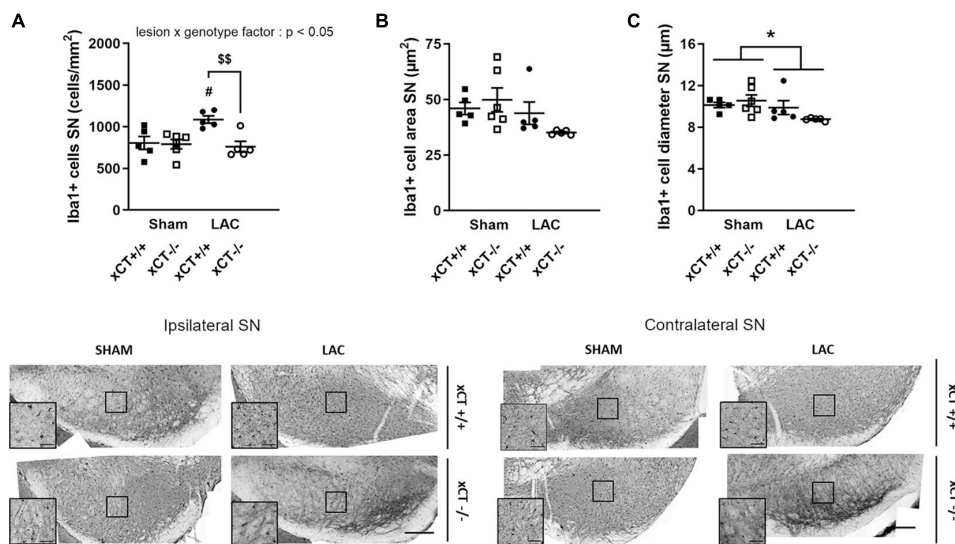 A
lesion x genotype factor : p < 0.05
Iba1+ cells SN (cells/mm²)
2000
1500
1000
500
0
$$
#
Sham LAC
xCT+/+ xCT-/- xCT+/+ xCT-/-
B
Iba1+ cell area SN (µm²)
75
50
25
0
Sham LAC
xCT+/+ xCT-/- xCT+/+ xCT-/-
C
Iba1+ cell diameter SN (µm)
16
12
8
4
0
*
Sham LAC
xCT+/+ xCT-/- xCT+/+ xCT-/-
Ipsilateral SN
SHAM LAC
xCT +/+
xCT -/-
Contralateral SN
SHAM LAC
xCT +/+
xCT -/-